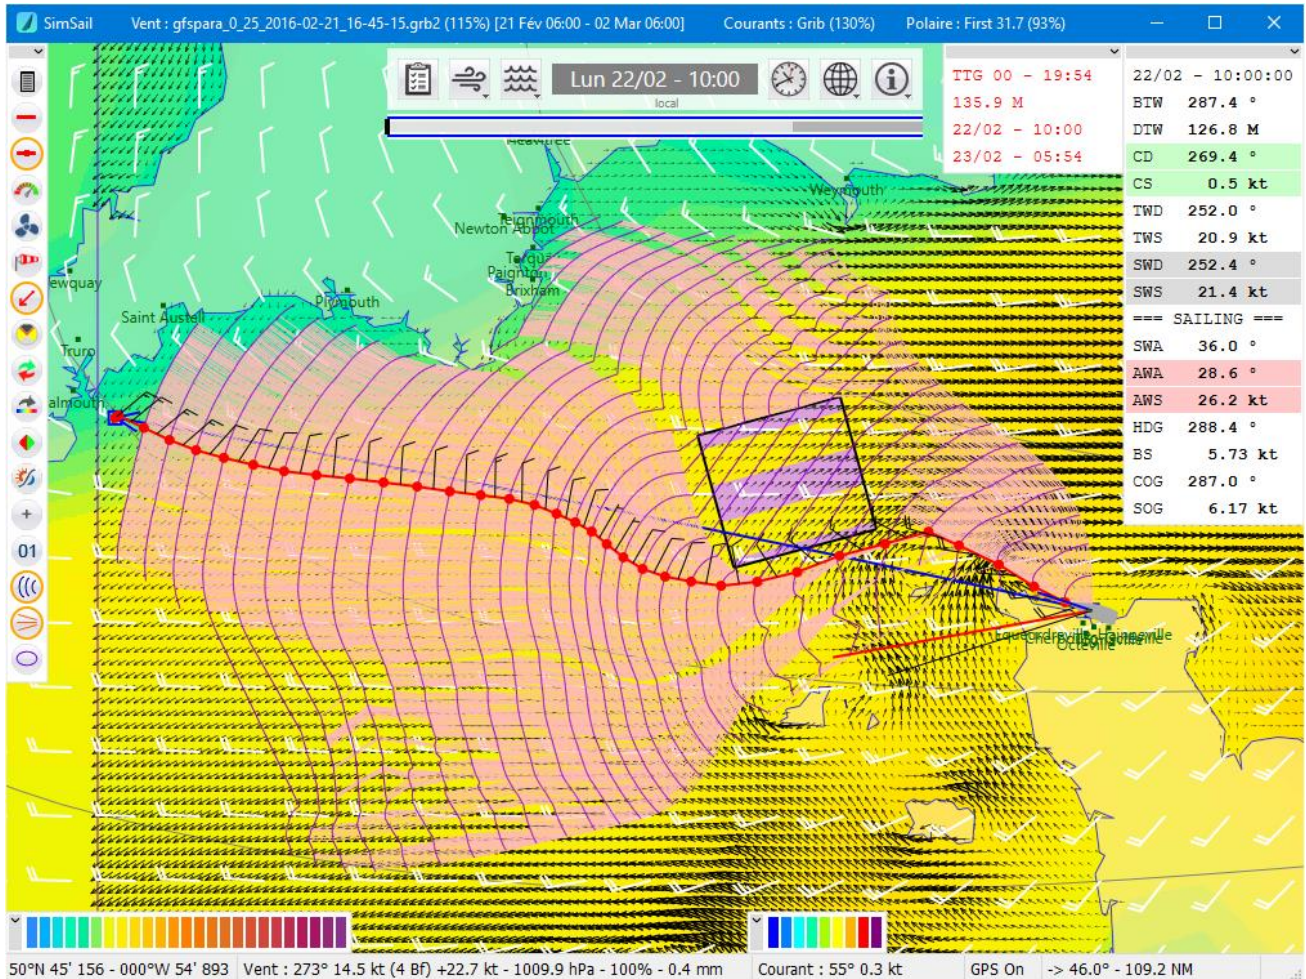 SimSail Vent : gfspara_0_25_2016-02-21_16-45-15.grb2 (115%) [21 Fév 06:00 - 02 Mar 06:00] Courants : Grib (130%) Polaire : First 31.7 (93%)
Lun 22/02 - 10:00
local
TTG 00 - 19:54
135.9 M
22/02 - 10:00
23/02 - 05:54
22/02 - 10:00:00
BTW 287.4 °
DTW 126.8 M
CD 269.4 °
CS 0.5 kt
TWD 252.0 °
TWS 20.9 kt
SWD 252.4 °
SWS 21.4 kt
=== SAILING ===
SWA 36.0 °
AWA 28.6 °
AWS 26.2 kt
HDG 288.4 °
BS 5.73 kt
COG 287.0 °
SOG 6.17 kt
Weymouth
Teignmouth
Newton Abbot
Paignton
Brixham
ewquay
Plymouth
Saint Austell
Truro
almouth
01
Octeville
50°N 45' 156 - 000°W 54' 893 Vent : 273° 14.5 kt (4 Bf) +22.7 kt - 1009.9 hPa - 100% - 0.4 mm Courant : 55° 0.3 kt GPS On -> 46.0° - 109.2 NM